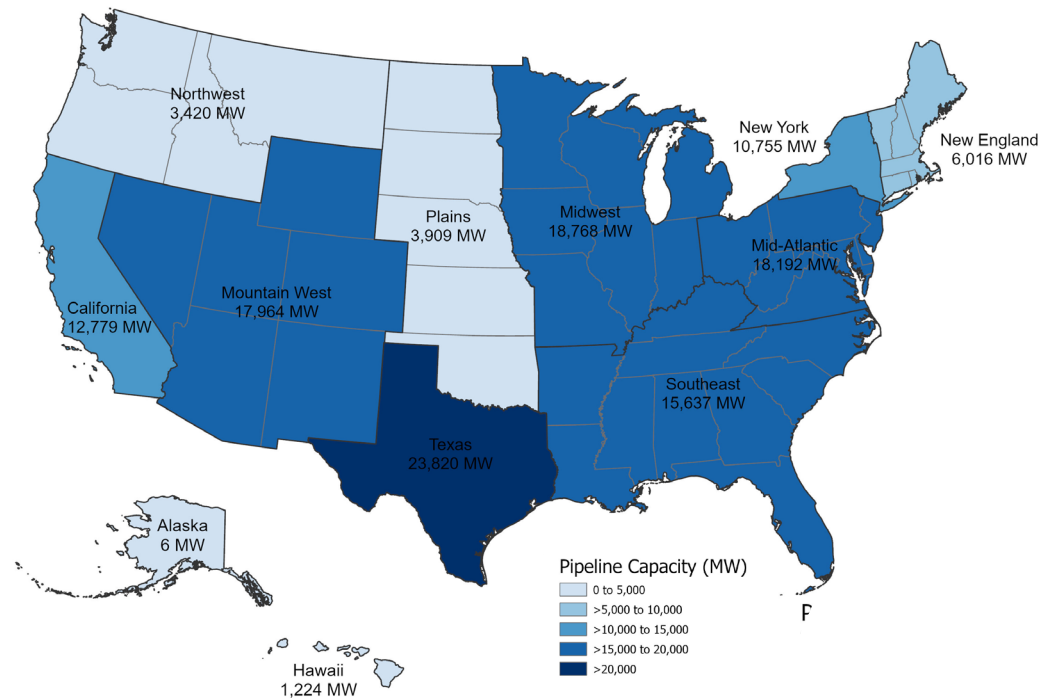 Northwest
3,420 MW
New York
10,755 MW
New England
6,016 MW
Plains
3,909 MW
Midwest
18,768 MW
Mid-Atlantic
18,192 MW
Mountain West
17,964 MW
California
12,779 MW
Southeast
15,637 MW
Texas
23,820 MW
Alaska
6 MW
Hawaii
1,224 MW
Pipeline Capacity (MW)
0 to 5,000
>5,000 to 10,000
>10,000 to 15,000
>15,000 to 20,000
>20,000